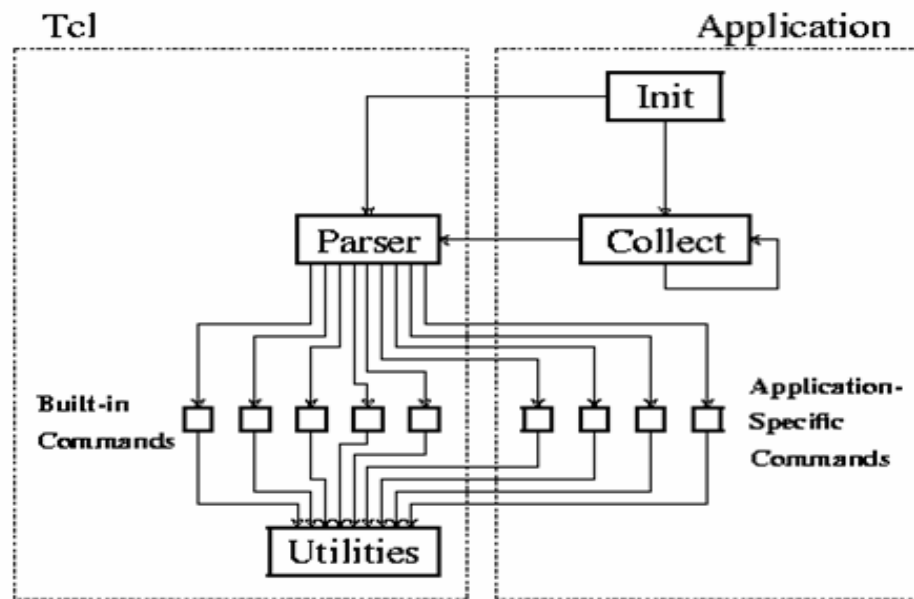 Tcl
Application
Init
Parser
Collect
Built-in
Commands
Application-
Specific
Commands
Utilities